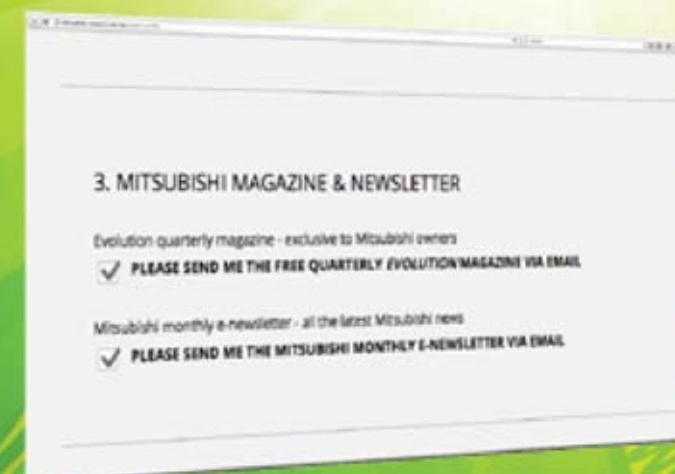 3. MITSUBISHI MAGAZINE & NEWSLETTER
Evolution quarterly magazine - exclusive to Mitsubishi owners
PLEASE SEND ME THE FREE QUARTERLY EVOLUTION MAGAZINE VIA EMAIL
Mitsubishi monthly e-newsletter - all the latest Mitsubishi news
PLEASE SEND ME THE MITSUBISHI MONTHLY E-NEWSLETTER VIA EMAIL